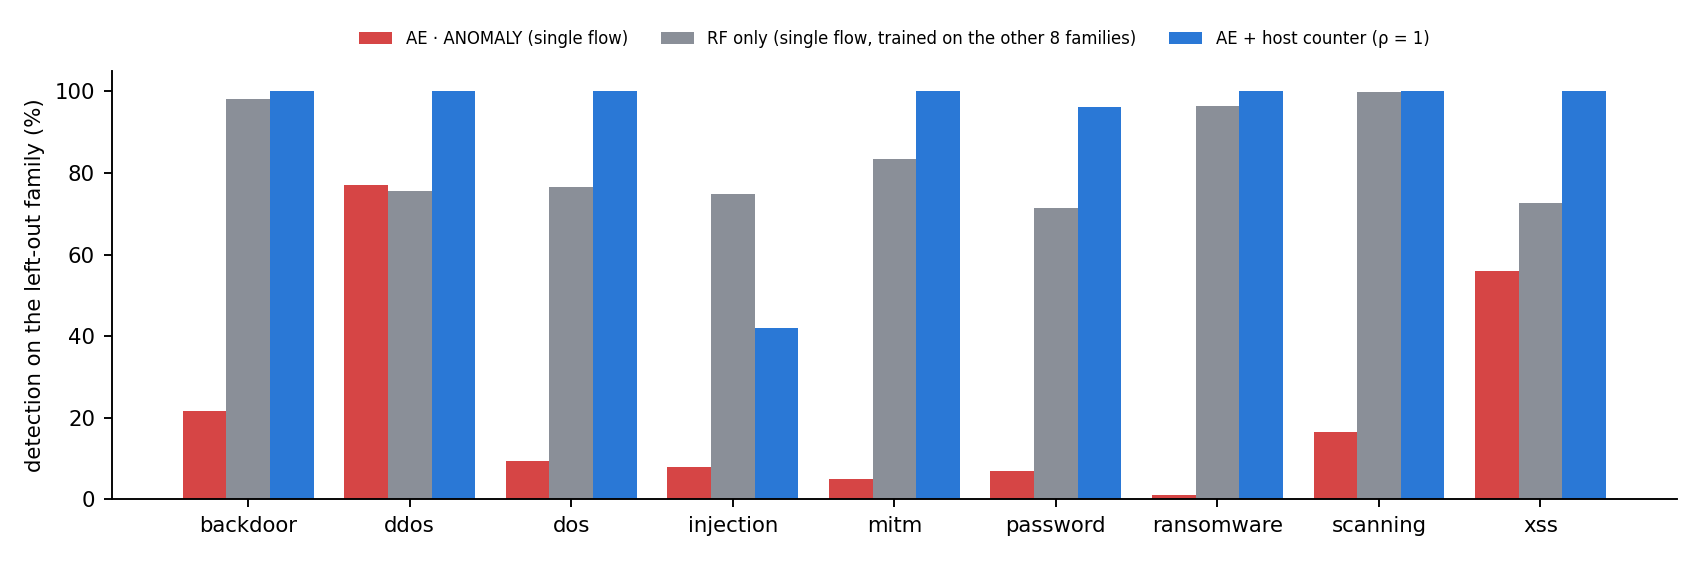 AE · ANOMALY (single flow) RF only (single flow, trained on the other 8 families) AE + host counter (ρ = 1)
detection on the left-out family (%)
100
80
60
40
20
0
backdoor ddos dos injection mitm password ransomware scanning xss